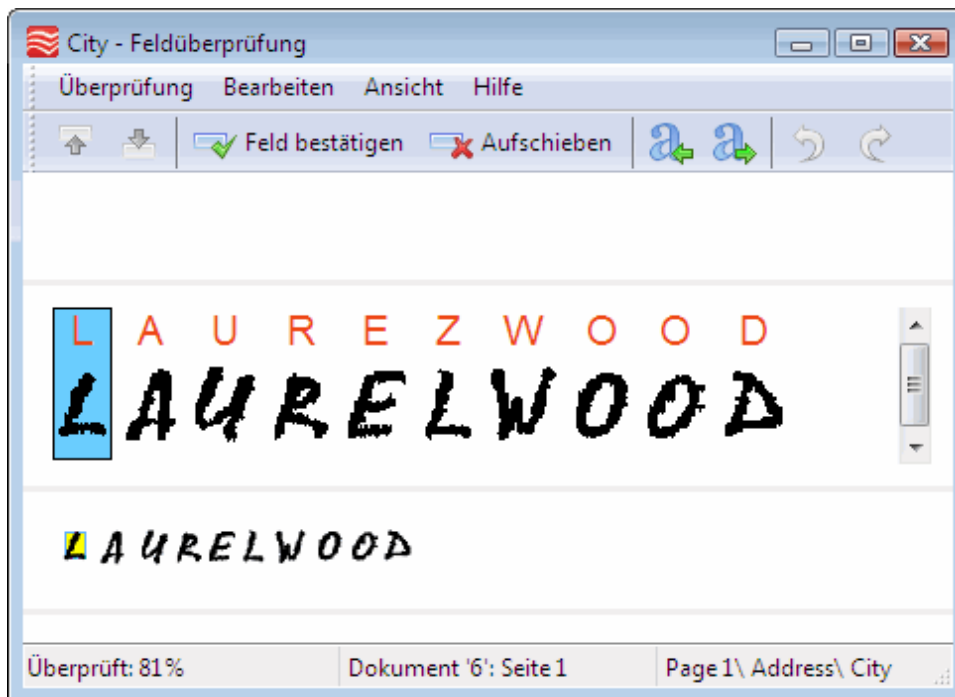 City - Feldüberprüfung
Überprüfung Bearbeiten Ansicht Hilfe
Feld bestätigen Aufschieben a a
L A U R E Z W O O D
LAURELWOOD
LAURELWOOD
Überprüft: 81% Dokument '6': Seite 1 Page 1\ Address\ City